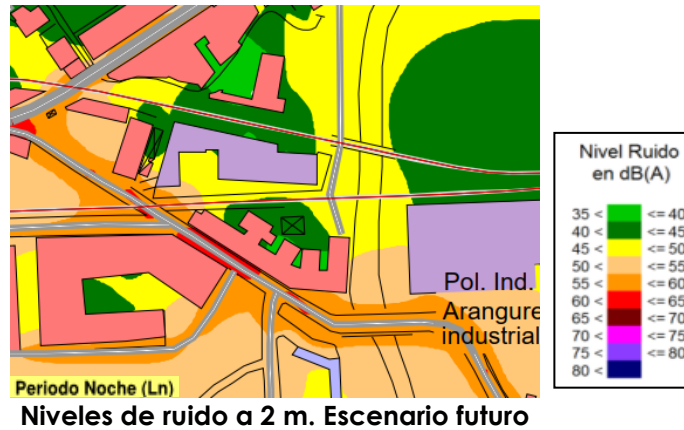 Pol. Ind.
Arangure
industrial
Periodo Noche (Ln)
Niveles de ruido a 2 m. Escenario futuro
Nivel Ruido
en dB(A)
35 < <= 40
40 < <= 45
45 < <= 50
50 < <= 55
55 < <= 60
60 < <= 65
65 < <= 70
70 < <= 75
75 < <= 80
80 <